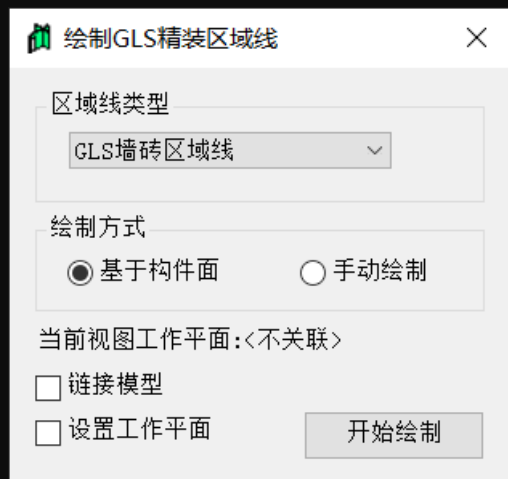 绘制GLS精装区域线
区域线类型
GLS墙砖区域线
绘制方式
基于构件面 手动绘制
当前视图工作平面:<不关联>
链接模型
设置工作平面
开始绘制